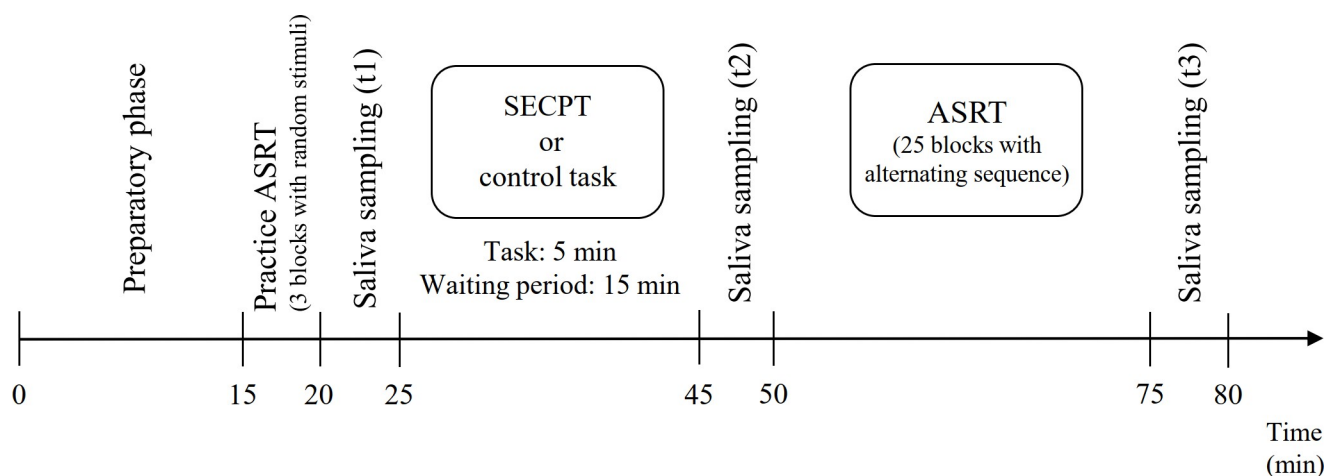 Preparatory phase
Practice ASRT
(3 blocks with random stimuli)
Saliva sampling (t1)
SECPT
or
control task
Task: 5 min
Waiting period: 15 min
Saliva sampling (t2)
ASRT
(25 blocks with
alternating sequence)
Saliva sampling (t3)
0
15
20
25
45
50
75
80
Time
(min)